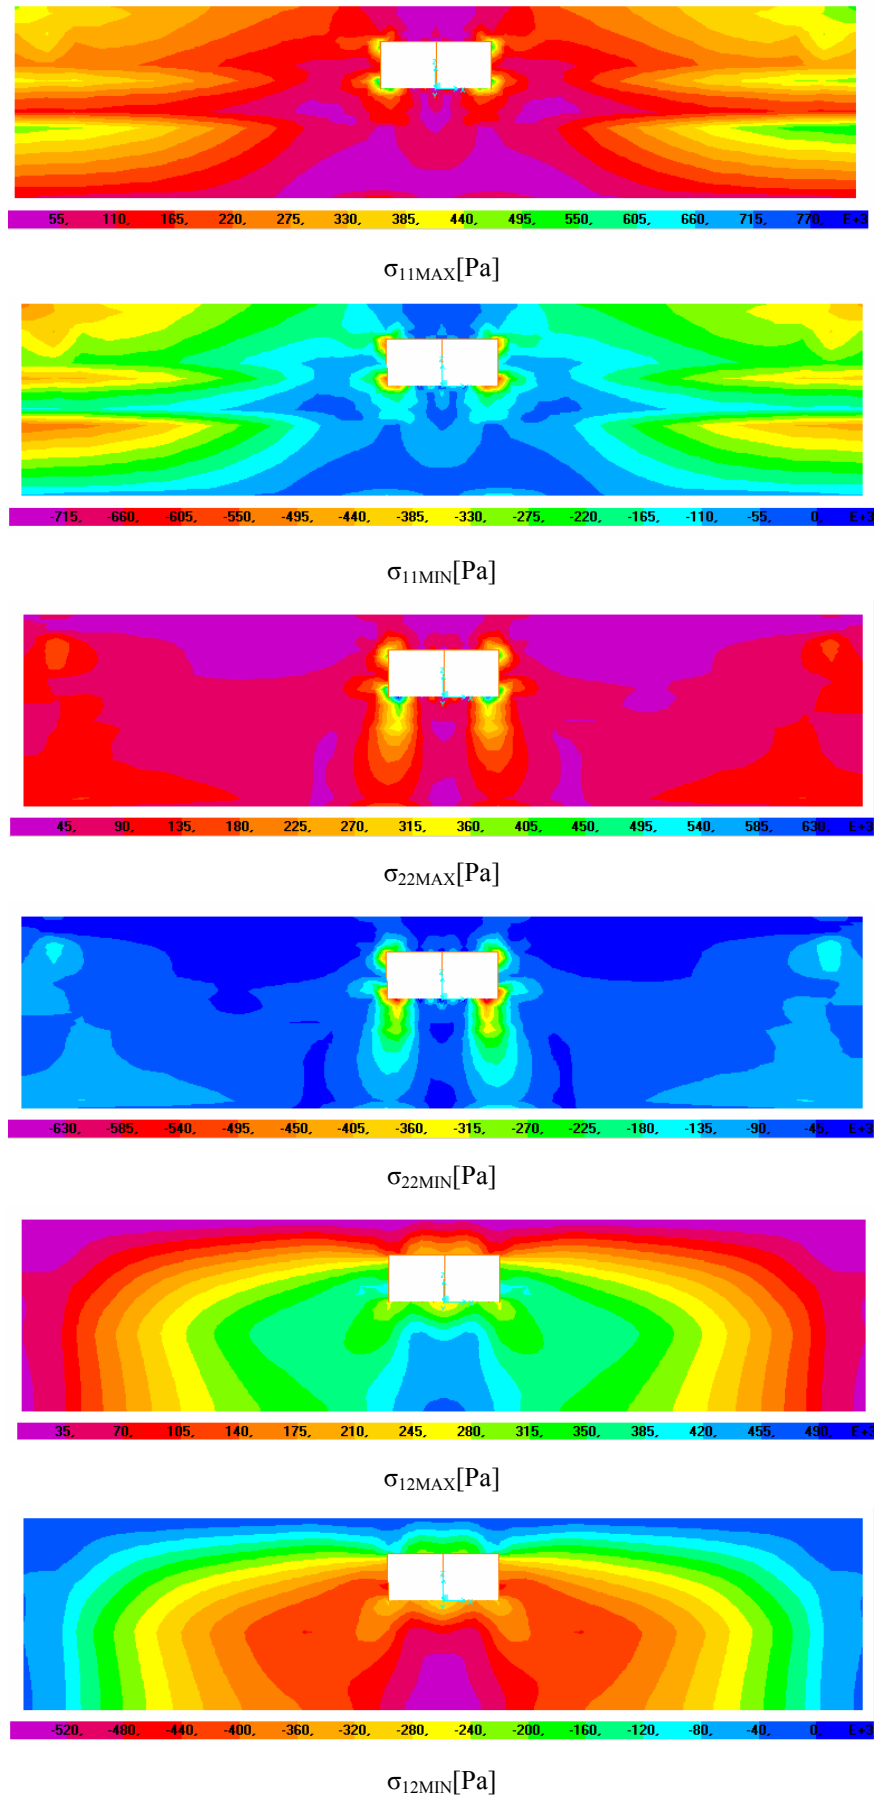 55, 110, 165, 220, 275, 330, 385, 440, 495, 550, 605, 660, 715, 770, E+3
σ11MAX[Pa]
-715, -660, -605, -550, -495, -440, -385, -330, -275, -220, -165, -110, -55, 0, E+3
σ11MIN[Pa]
45, 90, 135, 180, 225, 270, 315, 360, 405, 450, 495, 540, 585, 630, E+3
σ22MAX[Pa]
-630, -585, -540, -495, -450, -405, -360, -315, -270, -225, -180, -135, -90, -45, E+3
σ22MIN[Pa]
35, 70, 105, 140, 175, 210, 245, 280, 315, 350, 385, 420, 455, 490, E+3
σ12MAX[Pa]
-520, -480, -440, -400, -360, -320, -280, -240, -200, -160, -120, -80, -40, 0, E+3
σ12MIN[Pa]